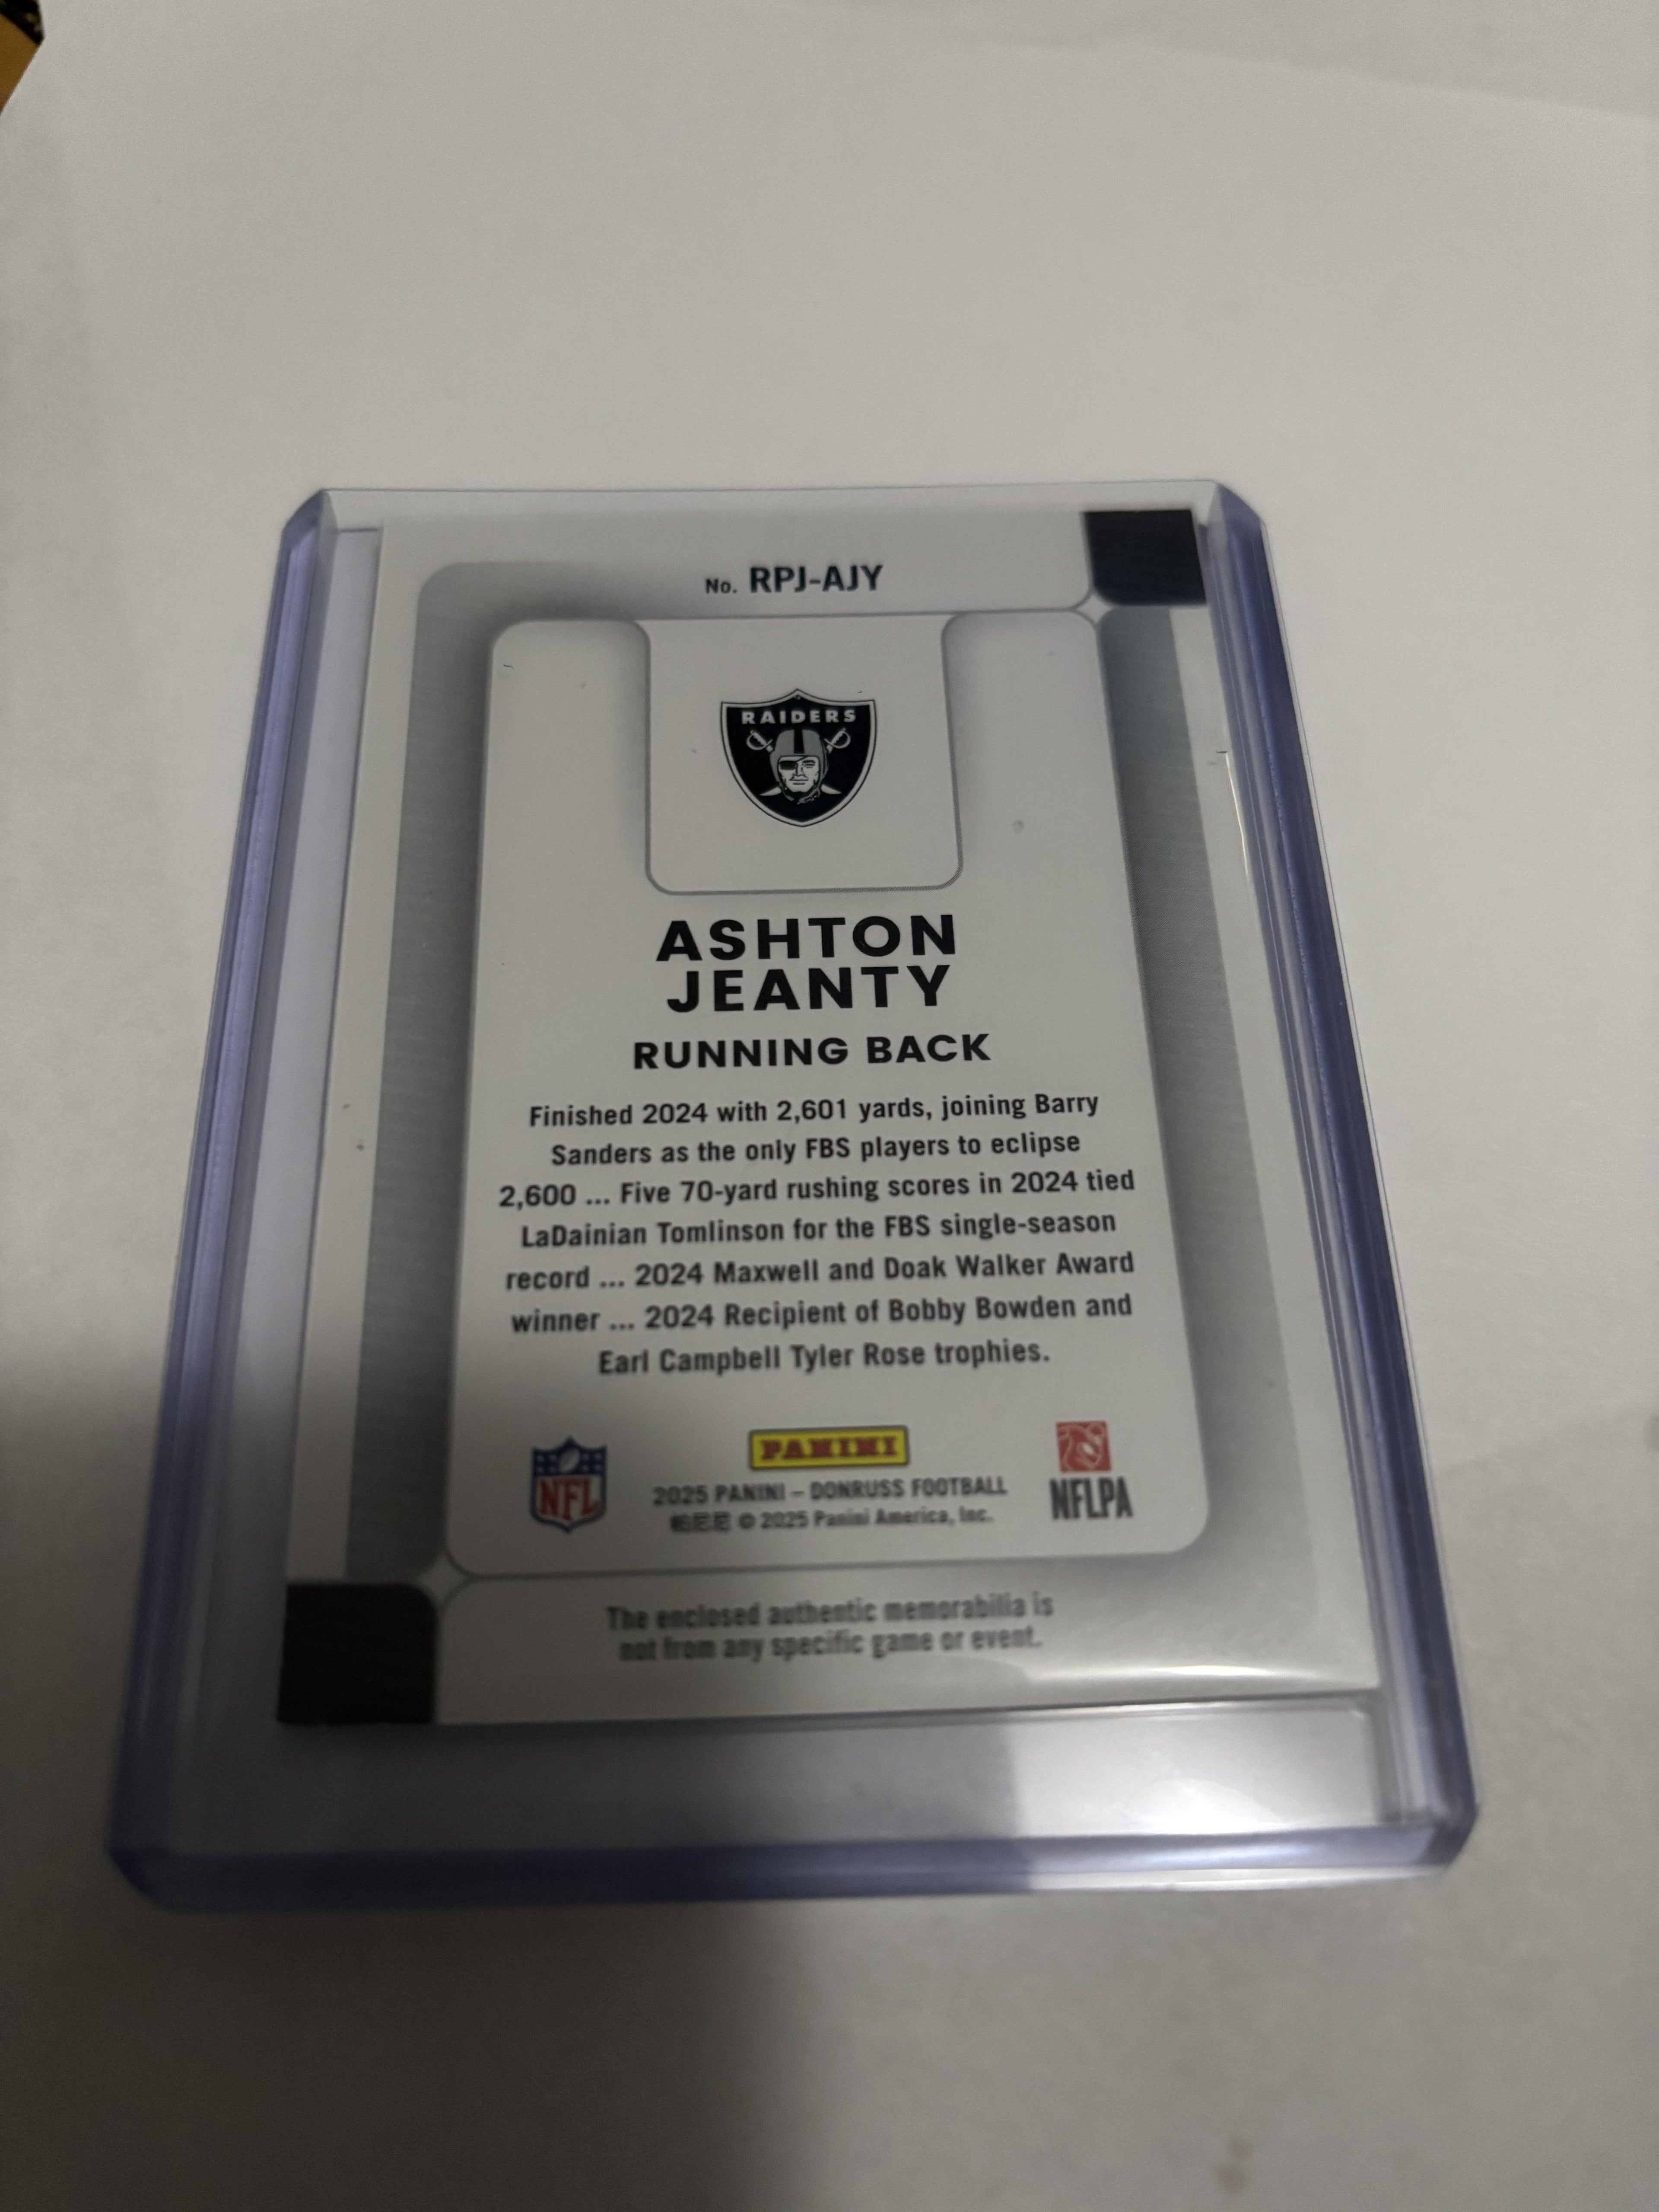 No. RPJ-AJY
RAIDERS
ASHTON
JEANTY
RUNNING BACK
Finished 2024 with 2,601 yards, joining Barry
Sanders as the only FBS players to eclipse
2,600 ... Five 70-yard rushing scores in 2024 tied
LaDainian Tomlinson for the FBS single-season
record ... 2024 Maxwell and Doak Walker Award
winner ... 2024 Recipient of Bobby Bowden and
Earl Campbell Tyler Rose trophies.
NFL
PANINI
2025 PANINI – DONRUSS FOOTBALL
帕尼尼 © 2025 Panini America, Inc.
NFLPA
The enclosed authentic memorabilia is
not from any specific game or event.